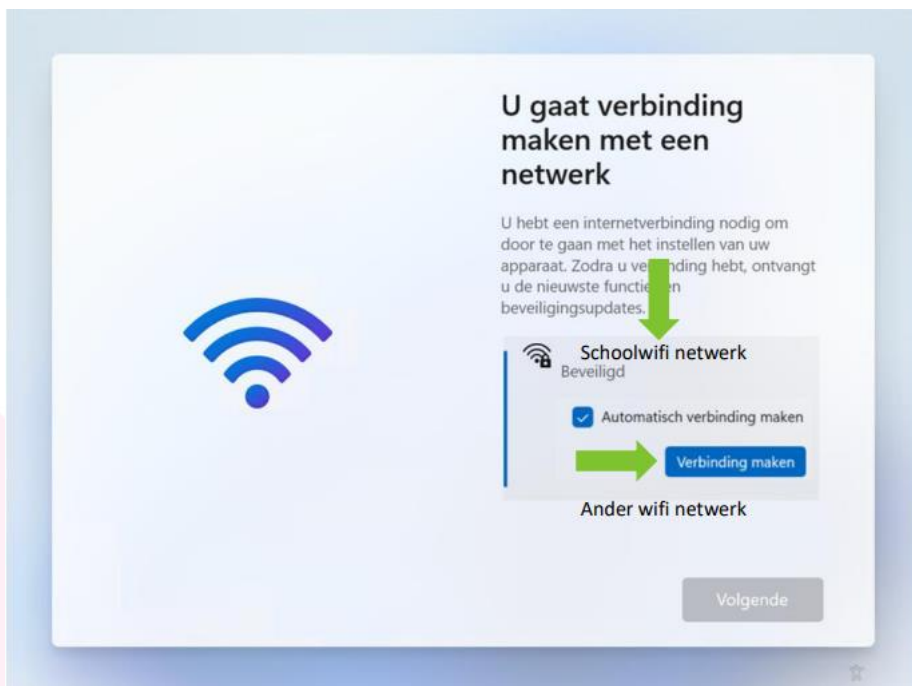 U gaat verbinding
maken met een
netwerk
U hebt een internetverbinding nodig om
door te gaan met het instellen van uw
apparaat. Zodra u hebt, ontvangt
u de nieuwste
beveiligingsupdates.
Schoolwifi netwerk
Beveiligd
Automatisch verbinding maken
Verbinding maken
Ander wifi netwerk
Volgende